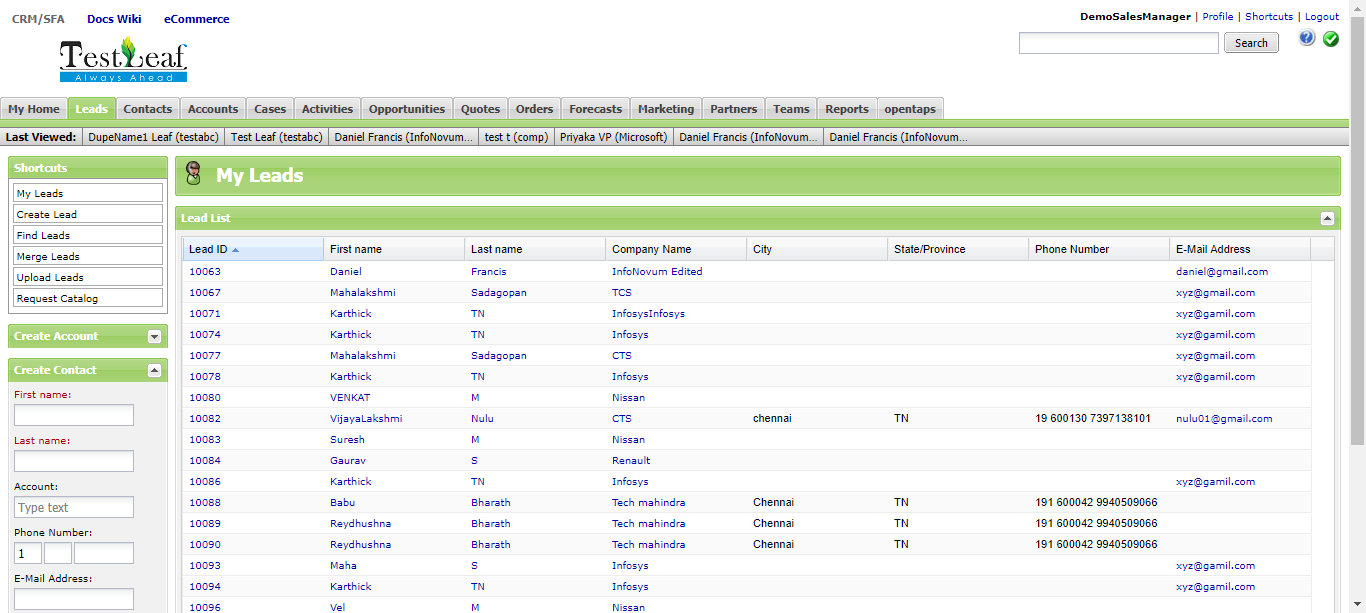 CRM/SFA Docs Wiki eCommerce
DemoSalesManager | Profile | Shortcuts | Logout
TestLeaf
Always Ahead
Search
My Home Leads Contacts Accounts Cases Activities Opportunities Quotes Orders Forecasts Marketing Partners Teams Reports opentaps
Last Viewed: DupeName1 Leaf (testabc) Test Leaf (testabc) Daniel Francis (InfoNovum... test t (comp) Priyaka VP (Microsoft) Daniel Francis (InfoNovum... Daniel Francis (InfoNovum...
Shortcuts
My Leads
Create Lead
Find Leads
Merge Leads
Upload Leads
Request Catalog
Create Account
Create Contact
First name:
Last name:
Account:
Type text
Phone Number:
1
E-Mail Address:
My Leads
Lead List
Lead ID First name Last name Company Name City State/Province Phone Number E-Mail Address
10063 Daniel Francis InfoNovum Edited daniel@gmail.com
10067 Mahalakshmi Sadagopan TCS xyz@gmail.com
10071 Karthick TN InfosysInfosys xyz@gamil.com
10074 Karthick TN Infosys xyz@gamil.com
10077 Mahalakshmi Sadagopan CTS xyz@gmail.com
10078 Karthick TN Infosys xyz@gamil.com
10080 VENKAT M Nissan
10082 VijayaLakshmi Nulu CTS chennai TN 19 600130 7397138101 nulu01@gmail.com
10083 Suresh M Nissan
10084 Gaurav S Renault
10086 Karthick TN Infosys xyz@gamil.com
10088 Babu Bharath Tech mahindra Chennai TN 191 600042 9940509066
10089 Reydhushna Bharath Tech mahindra Chennai TN 191 600042 9940509066
10090 Reydhushna Bharath Tech mahindra Chennai TN 191 600042 9940509066
10093 Maha S Infosys xyz@gamil.com
10094 Karthick TN Infosys xyz@gamil.com
10096 Vel M Nissan